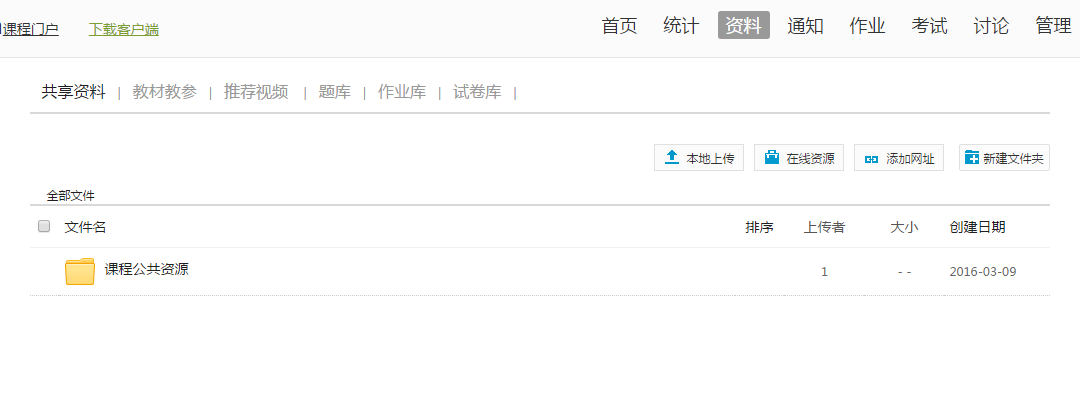 课程门户 下载客户端 首页 统计 资料 通知 作业 考试 讨论 管理
共享资料 | 教材教参 | 推荐视频 | 题库 | 作业库 | 试卷库 |
本地上传 在线资源 添加网址 新建文件夹
全部文件
文件名 排序 上传者 大小 创建日期
课程公共资源 1 - - 2016-03-09